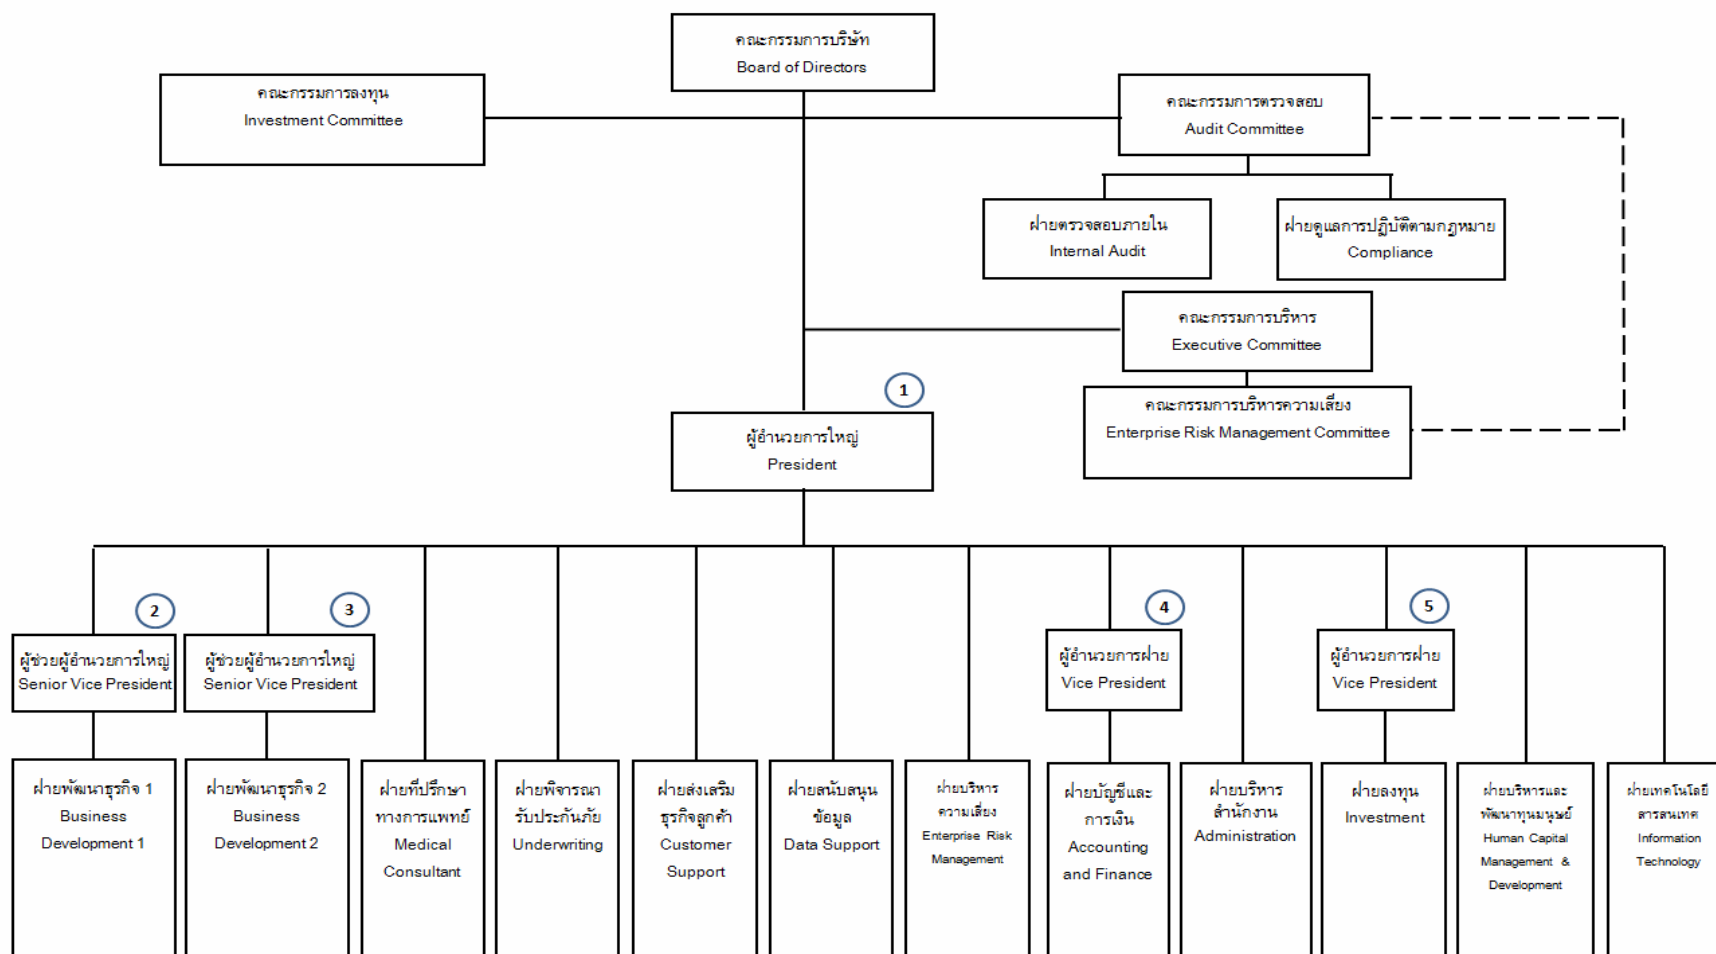 คณะกรรมการบริษัท
Board of Directors
คณะกรรมการลงทุน
Investment Committee
คณะกรรมการตรวจสอบ
Audit Committee
ฝ่ายตรวจสอบภายใน
Internal Audit
ฝ่ายดูแลการปฏิบัติตามกฎหมาย
Compliance
คณะกรรมการบริหาร
Executive Committee
คณะกรรมการบริหารความเสี่ยง
Enterprise Risk Management Committee
1
ผู้อำนวยการใหญ่
President
2
ผู้ช่วยผู้อำนวยการใหญ่
Senior Vice President
3
ผู้ช่วยผู้อำนวยการใหญ่
Senior Vice President
4
ผู้อำนวยการฝ่าย
Vice President
5
ผู้อำนวยการฝ่าย
Vice President
ฝ่ายพัฒนาธุรกิจ 1
Business
Development 1
ฝ่ายพัฒนาธุรกิจ 2
Business
Development 2
ฝ่ายที่ปรึกษา
ทางการแพทย์
Medical
Consultant
ฝ่ายพิจารณา
รับประกันภัย
Underwriting
ฝ่ายส่งเสริม
ธุรกิจลูกค้า
Customer
Support
ฝ่ายสนับสนุน
ข้อมูล
Data Support
ฝ่ายบริหาร
ความเสี่ยง
Enterprise Risk
Management
ฝ่ายบัญชีและ
การเงิน
Accounting
and Finance
ฝ่ายบริหาร
สำนักงาน
Administration
ฝ่ายลงทุน
Investment
ฝ่ายบริหารและ
พัฒนาทุนมนุษย์
Human Capital
Management &
Development
ฝ่ายเทคโนโลยี
สารสนเทศ
Information
Technology